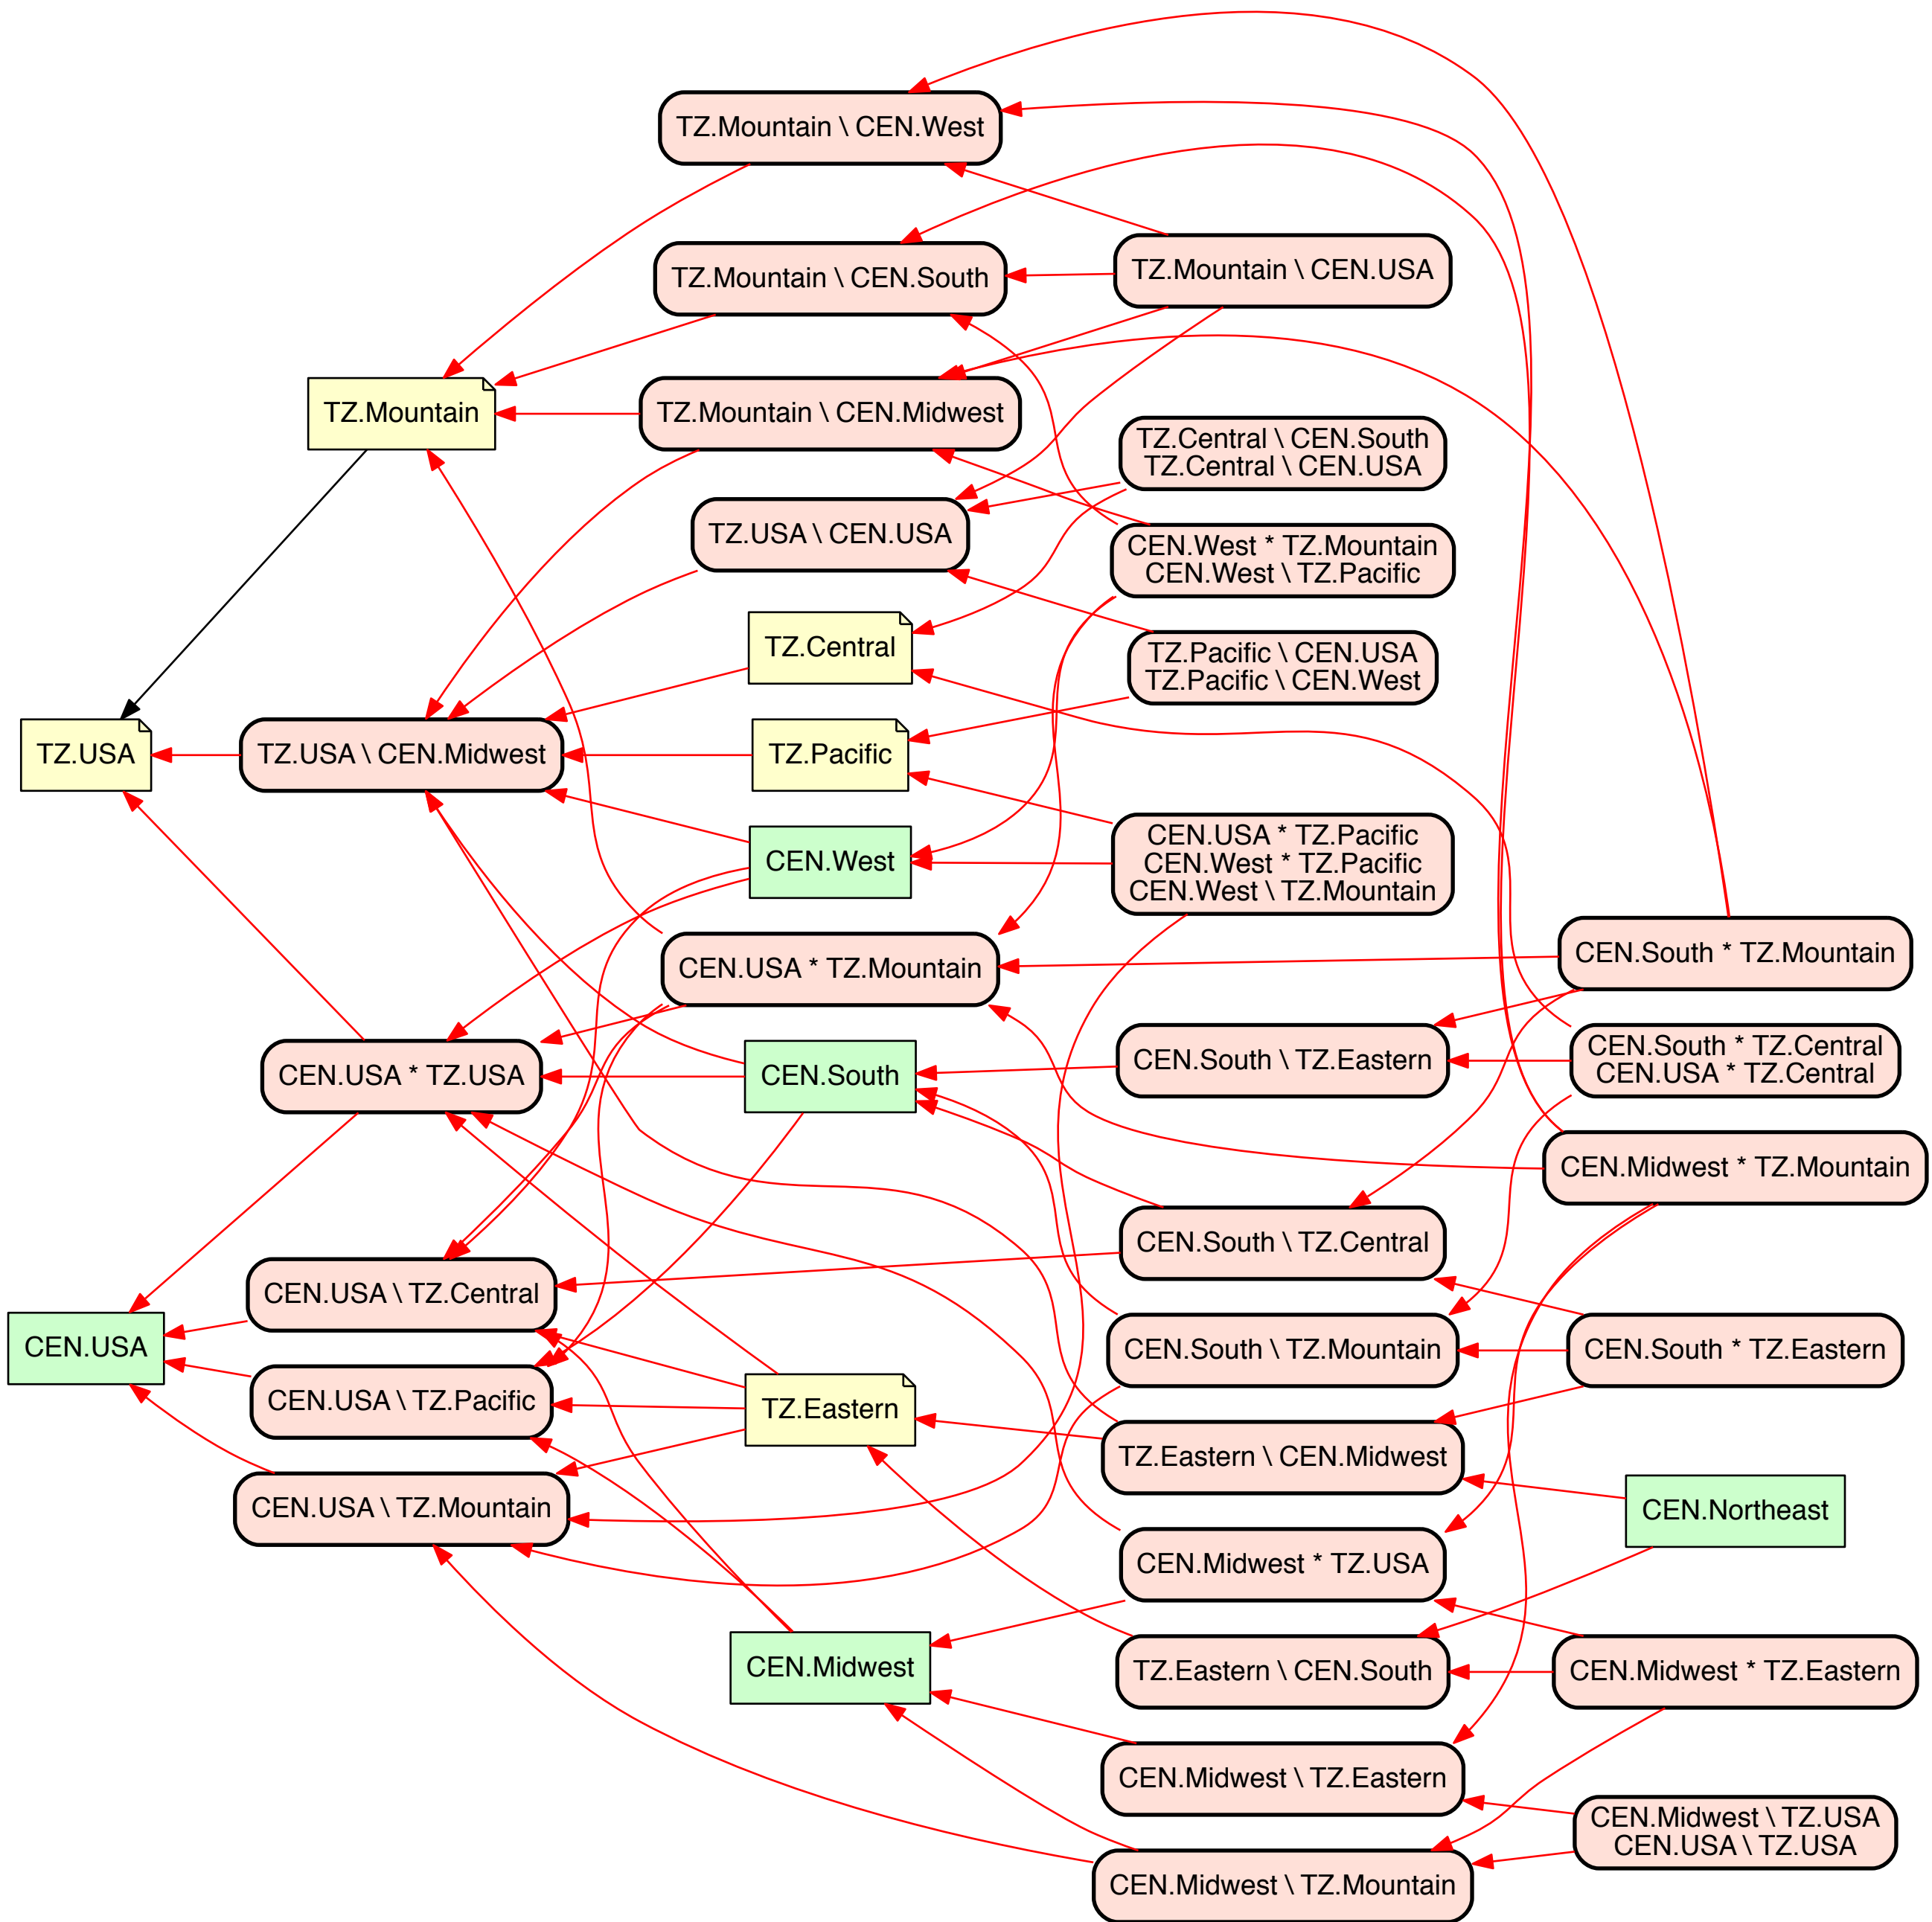 TZ.Mountain \ CEN.West
TZ.Mountain \ CEN.South
TZ.Mountain \ CEN.USA
TZ.Mountain
TZ.Mountain \ CEN.Midwest
TZ.Central \ CEN.South
TZ.Central \ CEN.USA
TZ.USA \ CEN.USA
CEN.West * TZ.Mountain
CEN.West \ TZ.Pacific
TZ.Central
TZ.Pacific \ CEN.USA
TZ.Pacific \ CEN.West
TZ.USA
TZ.USA \ CEN.Midwest
TZ.Pacific
CEN.West
CEN.USA * TZ.Pacific
CEN.West * TZ.Pacific
CEN.West \ TZ.Mountain
CEN.USA * TZ.Mountain
CEN.South * TZ.Mountain
CEN.USA * TZ.USA
CEN.South
CEN.South \ TZ.Eastern
CEN.South * TZ.Central
CEN.USA * TZ.Central
CEN.Midwest * TZ.Mountain
CEN.South \ TZ.Central
CEN.USA \ TZ.Central
CEN.USA
CEN.South \ TZ.Mountain
CEN.South * TZ.Eastern
CEN.USA \ TZ.Pacific
TZ.Eastern
TZ.Eastern \ CEN.Midwest
CEN.USA \ TZ.Mountain
CEN.Northeast
CEN.Midwest * TZ.USA
CEN.Midwest
TZ.Eastern \ CEN.South
CEN.Midwest * TZ.Eastern
CEN.Midwest \ TZ.Eastern
CEN.Midwest \ TZ.USA
CEN.USA \ TZ.USA
CEN.Midwest \ TZ.Mountain